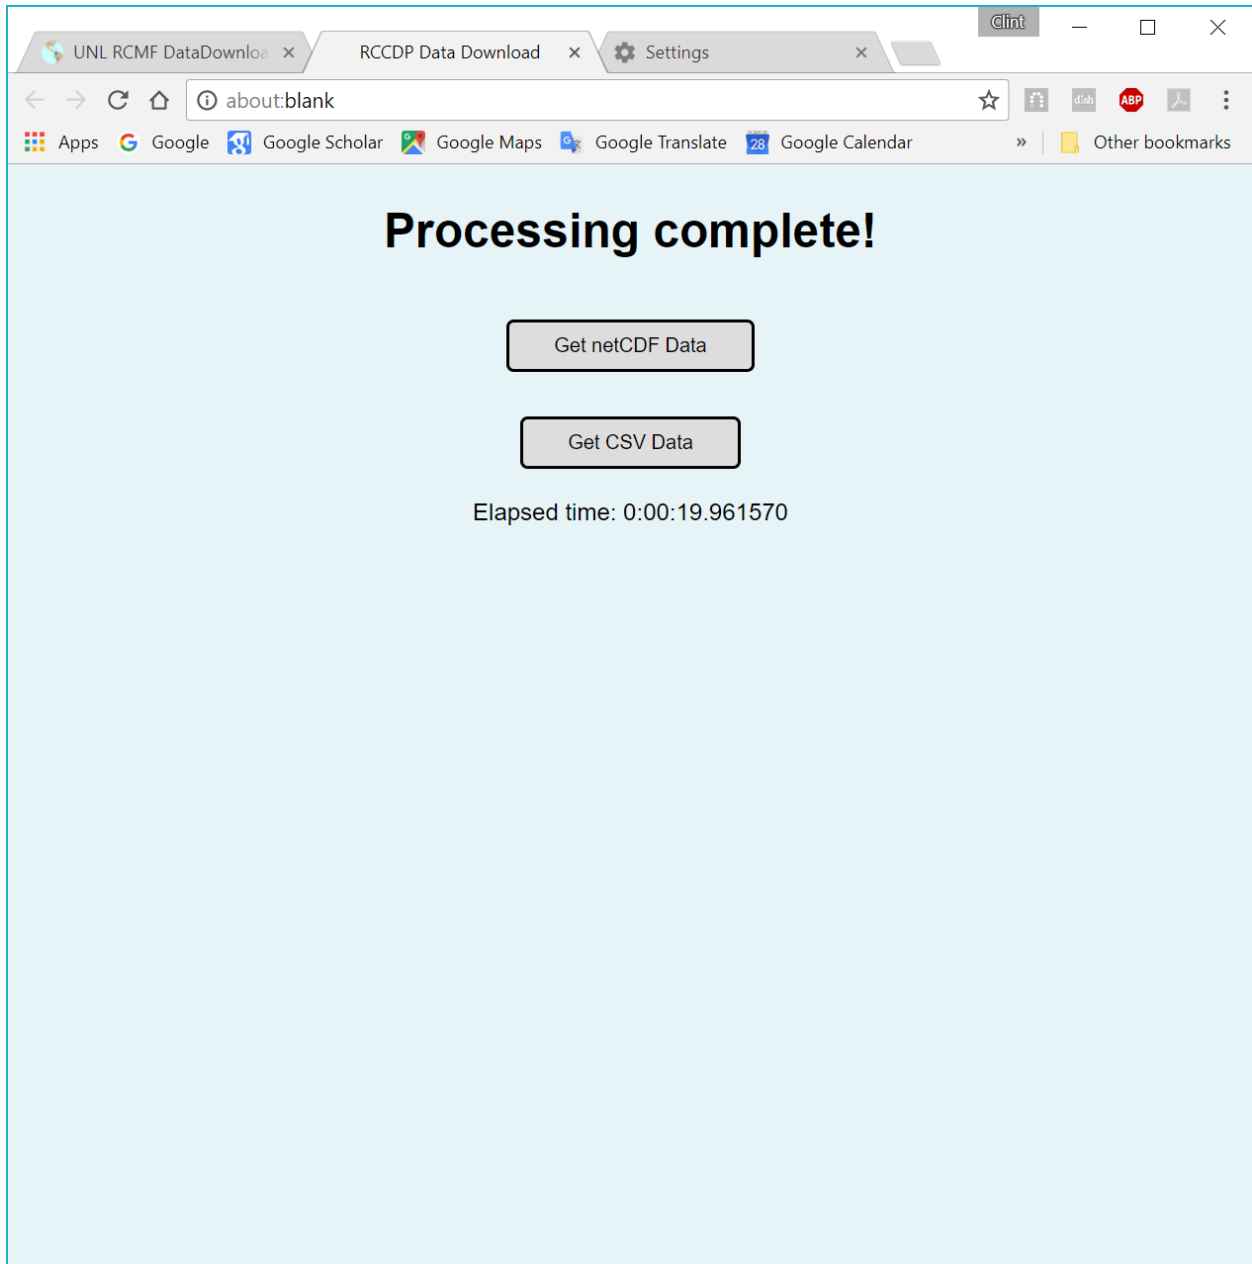 Clint
UNL RCMF DataDownloa
RCCDP Data Download
Settings
about:blank
dish
ABP
Apps
G Google
Google Scholar
Google Maps
Google Translate
28
Google Calendar
»
Other bookmarks
Processing complete!
Get netCDF Data
Get CSV Data
Elapsed time: 0:00:19.961570